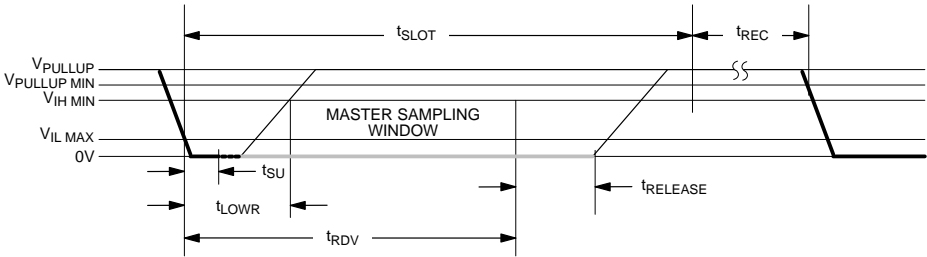 tSLOT
tREC
VPULLUP
VPULLUP MIN
VIH MIN
MASTER SAMPLING
WINDOW
VIL MAX
0V
tSU
tRELEASE
tLOWR
tRDV